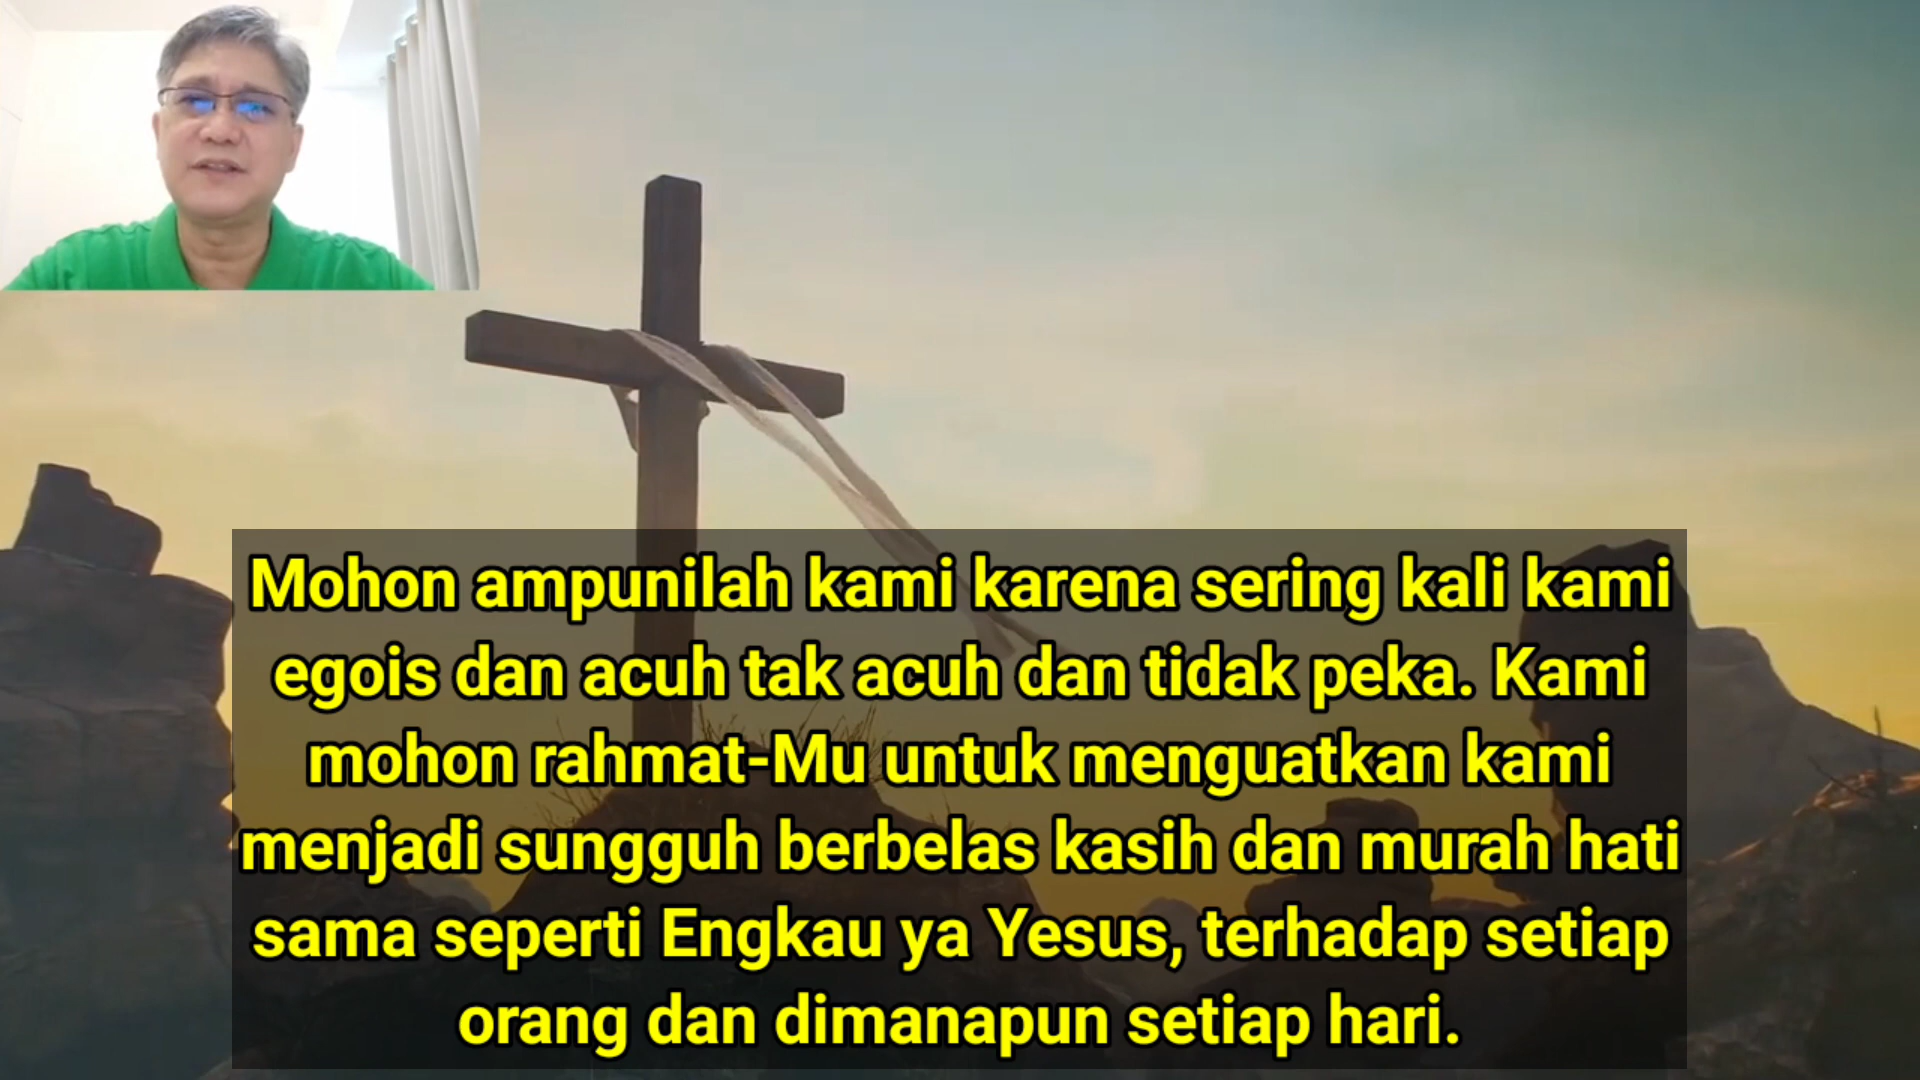 Mohon ampunilah kami karena sering kali kami
egois dan acuh tak acuh dan tidak peka. Kami
mohon rahmat-Mu untuk menguatkan kami
menjadi sungguh berbelas kasih dan murah hati
sama seperti Engkau ya Yesus, terhadap setiap
orang dan dimanapun setiap hari.